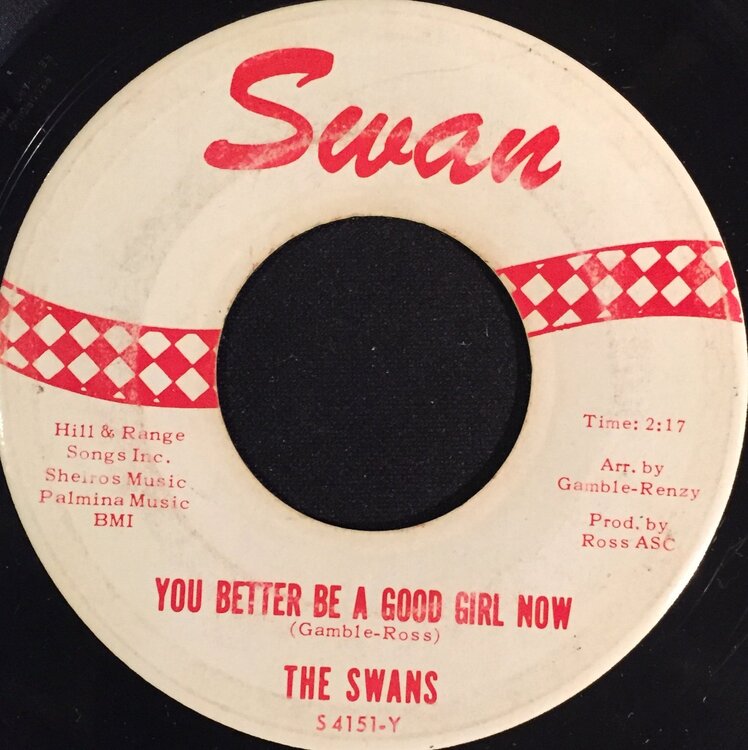 Swan
Hill & Range
Songs Inc.
Sheiros Music
Palmina Music
BMI
Time: 2:17
Arr. by
Gamble-Renzy
Prod. by
Ross ASC
YOU BETTER BE A GOOD GIRL NOW
(Gamble-Ross)
THE SWANS
S 4151-Y